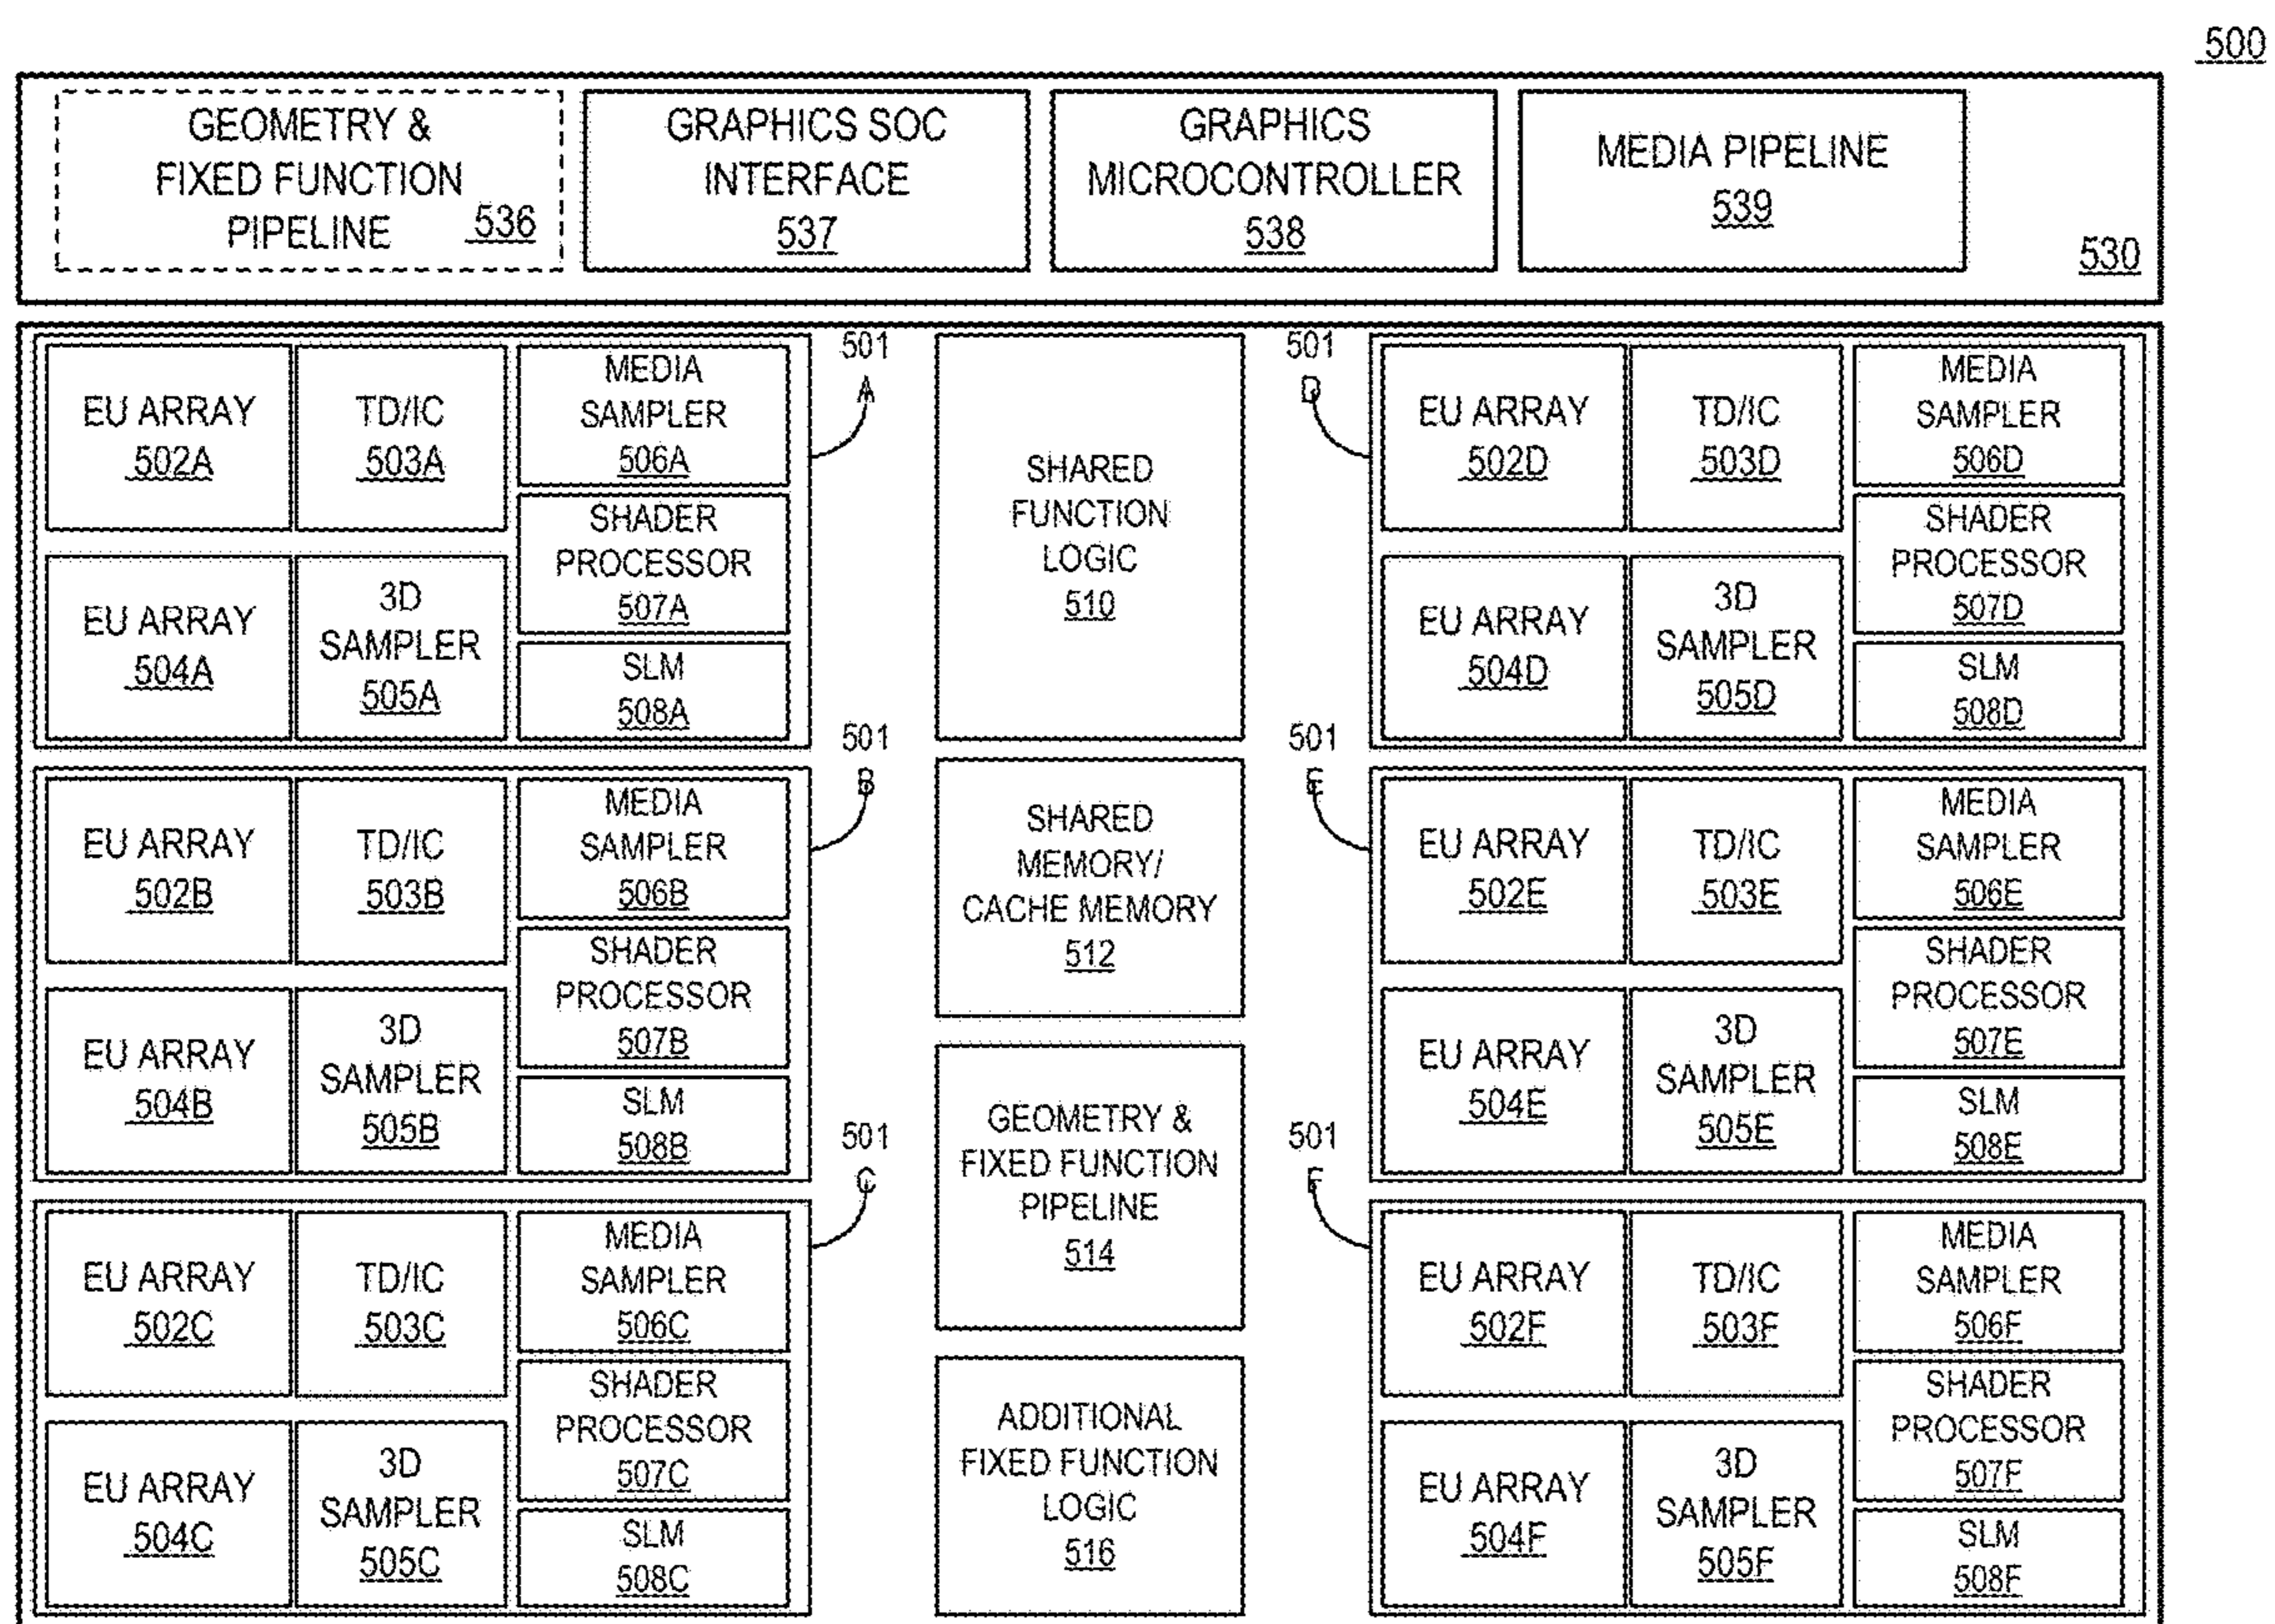 500
GEOMETRY &
FIXED FUNCTION
PIPELINE 536
GRAPHICS SOC
INTERFACE
537
GRAPHICS
MICROCONTROLLER
538
MEDIA PIPELINE
539
530
501
A
EU ARRAY
502A
TD/IC
503A
MEDIA
SAMPLER
506A
SHADER
PROCESSOR
507A
EU ARRAY
504A
3D
SAMPLER
505A
SLM
508A
501
B
EU ARRAY
502B
TD/IC
503B
MEDIA
SAMPLER
506B
SHADER
PROCESSOR
507B
EU ARRAY
504B
3D
SAMPLER
505B
SLM
508B
501
C
EU ARRAY
502C
TD/IC
503C
MEDIA
SAMPLER
506C
SHADER
PROCESSOR
507C
EU ARRAY
504C
3D
SAMPLER
505C
SLM
508C
SHARED
FUNCTION
LOGIC
510
SHARED
MEMORY/
CACHE MEMORY
512
GEOMETRY &
FIXED FUNCTION
PIPELINE
514
ADDITIONAL
FIXED FUNCTION
LOGIC
516
501
D
EU ARRAY
502D
TD/IC
503D
MEDIA
SAMPLER
506D
SHADER
PROCESSOR
507D
EU ARRAY
504D
3D
SAMPLER
505D
SLM
508D
501
E
EU ARRAY
502E
TD/IC
503E
MEDIA
SAMPLER
506E
SHADER
PROCESSOR
507E
EU ARRAY
504E
3D
SAMPLER
505E
SLM
508E
501
F
EU ARRAY
502F
TD/IC
503F
MEDIA
SAMPLER
506F
SHADER
PROCESSOR
507F
EU ARRAY
504F
3D
SAMPLER
505F
SLM
508F